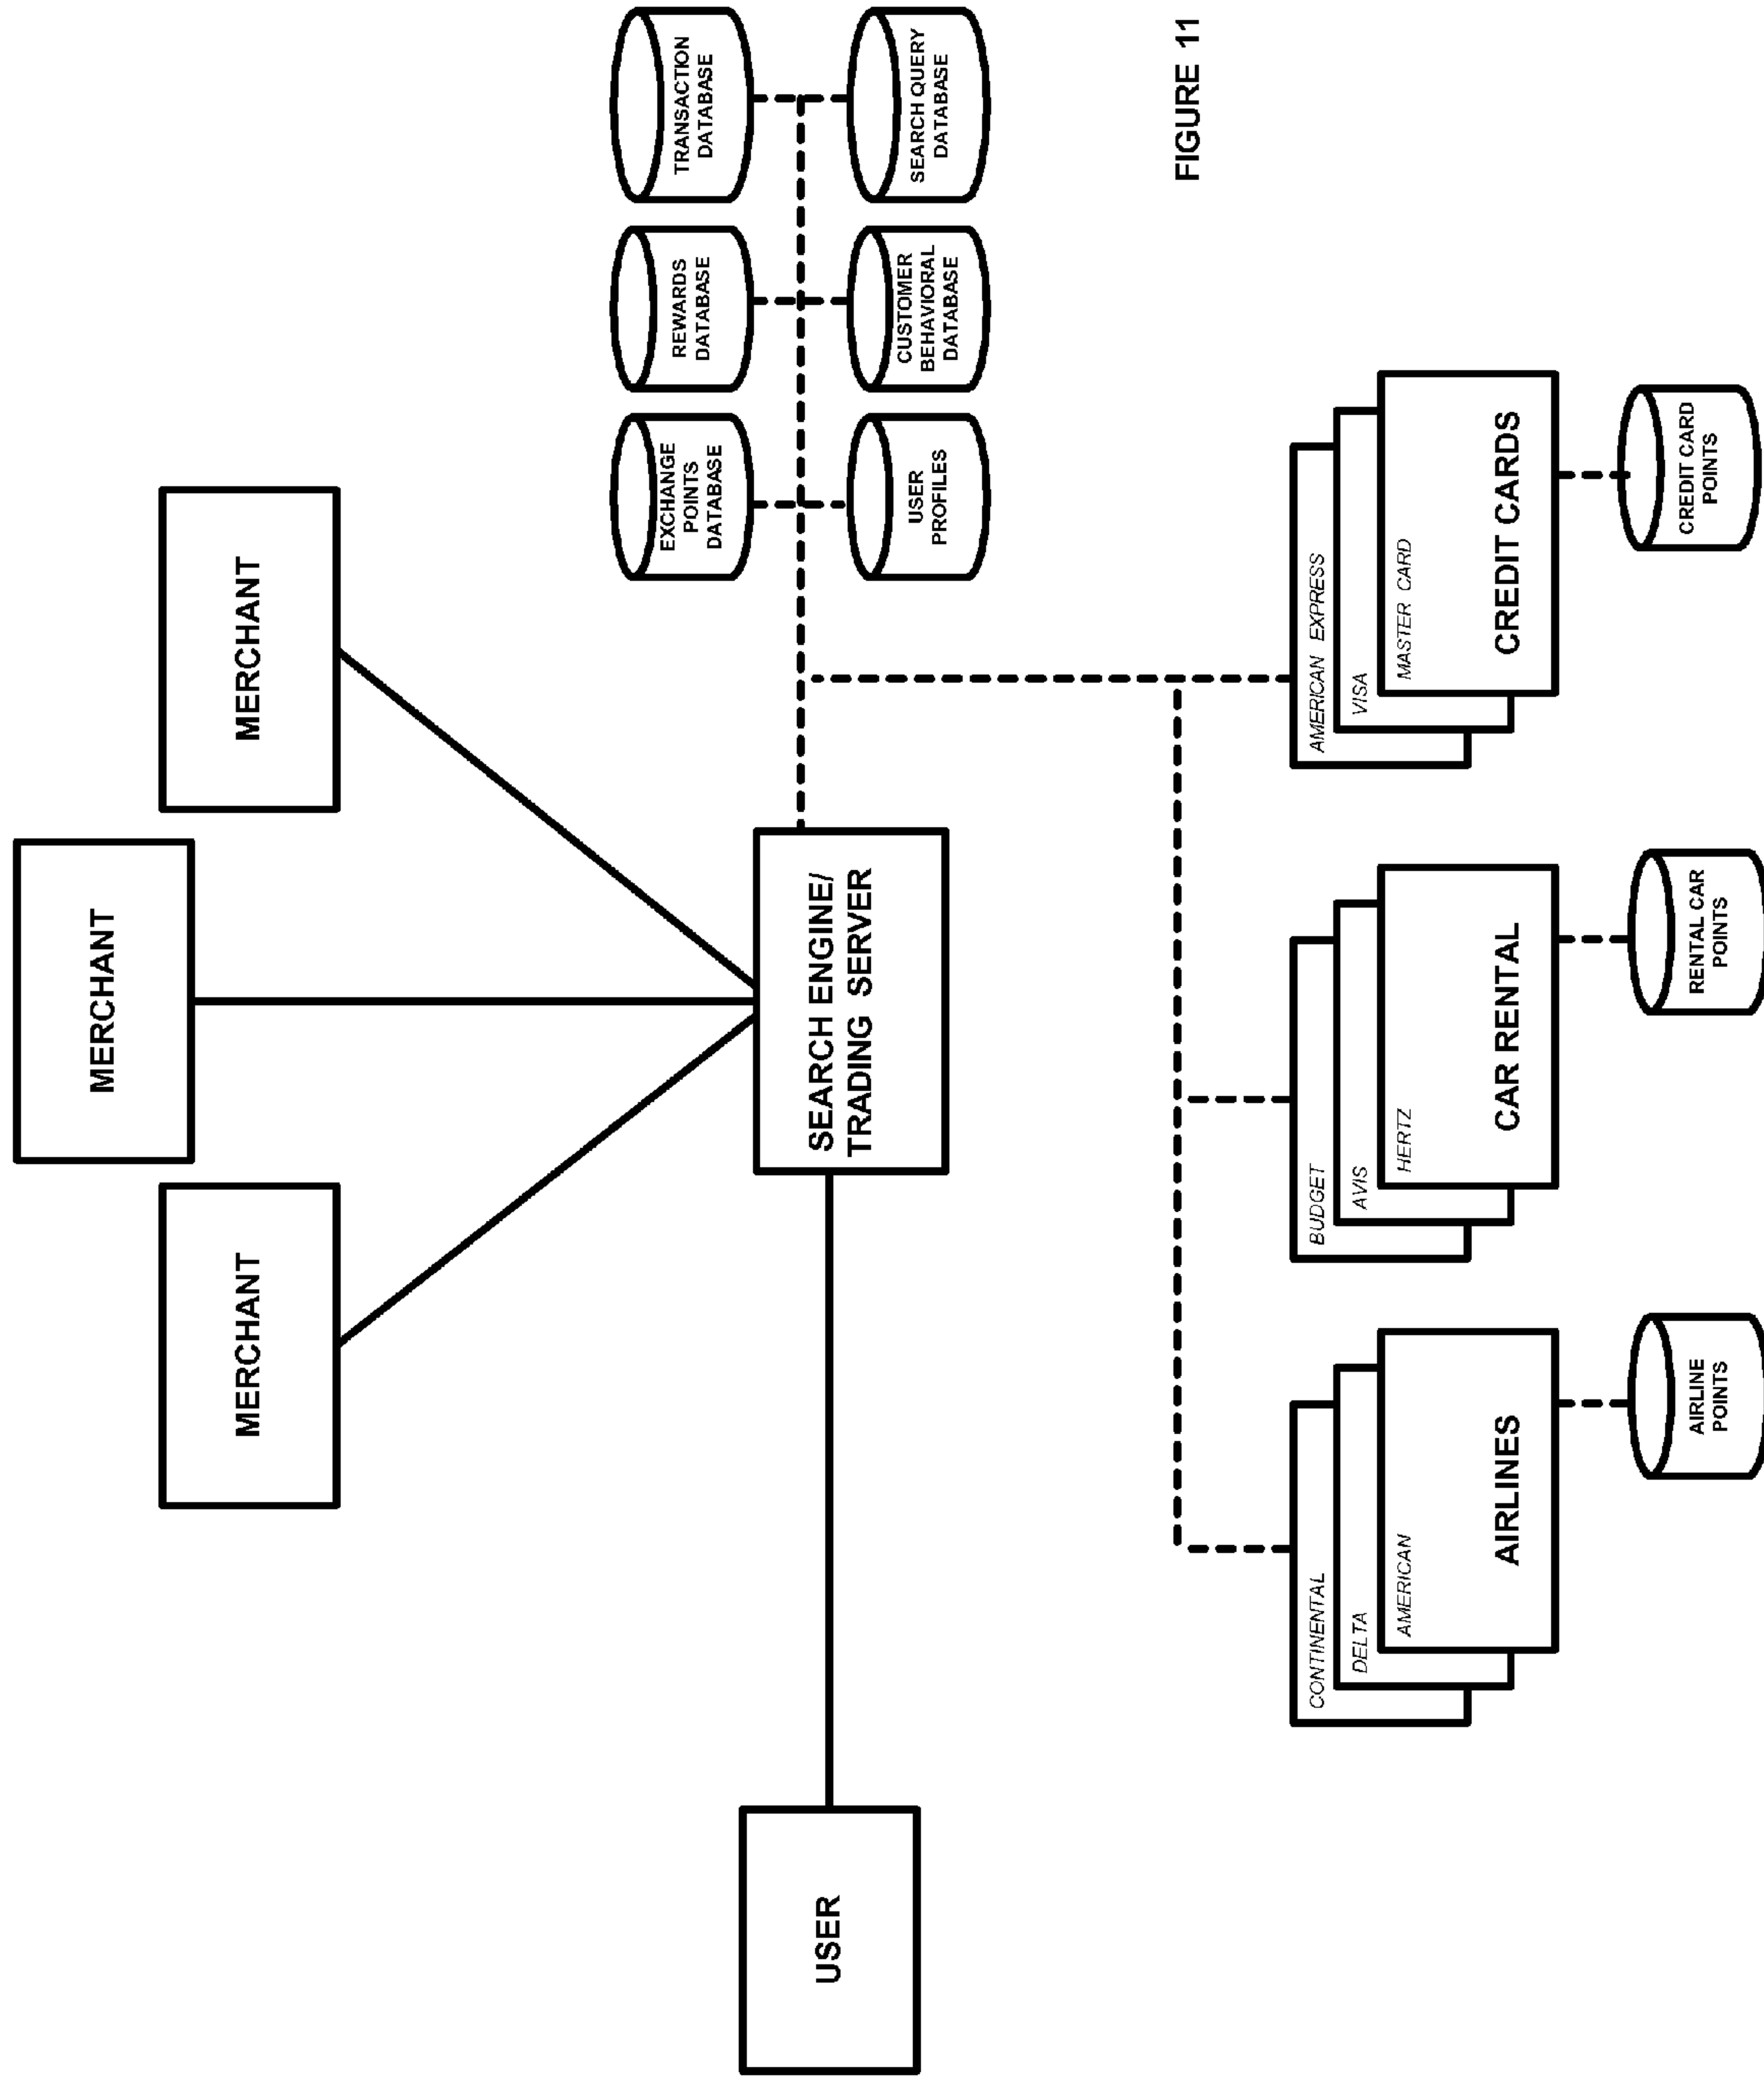 MERCHANT
MERCHANT
MERCHANT
USER
SEARCH ENGINE/
TRADING SERVER
EXCHANGE
POINTS
DATABASE
REWARDS
DATABASE
TRANSACTION
DATABASE
USER
PROFILES
CUSTOMER
BEHAVIORAL
DATABASE
SEARCH QUERY
DATABASE
CONTINENTAL
DELTA
AMERICAN
AIRLINES
AIRLINE
POINTS
BUDGET
AVIS
HERTZ
CAR RENTAL
RENTAL CAR
POINTS
AMERICAN EXPRESS
VISA
MASTER CARD
CREDIT CARDS
CREDIT CARD
POINTS
FIGURE 11